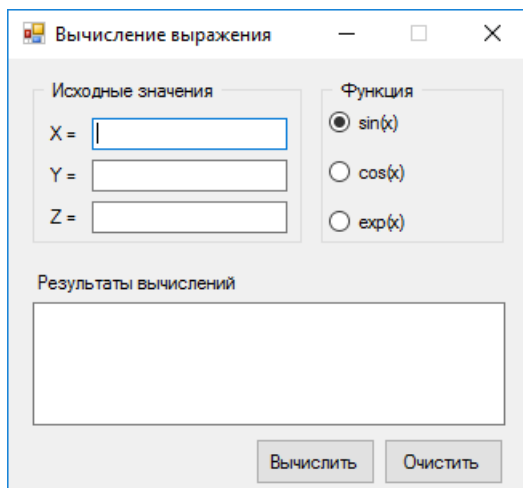 Вычисление выражения
Исходные значения
X =
Y =
Z =
Функция
sin(x)
cos(x)
exp(x)
Результаты вычислений
Вычислить
Очистить